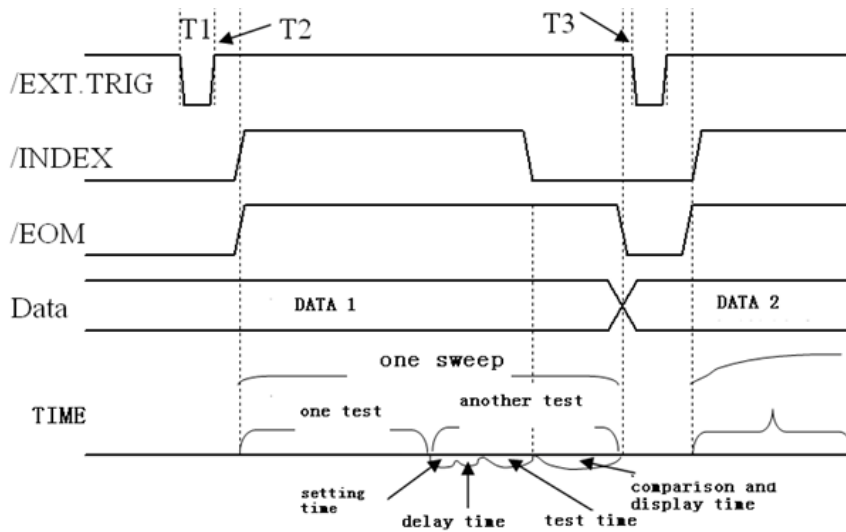 T1 T2 T3
/EXT.TRIG
/INDEX
/EOM
Data DATA 1 DATA 2
one sweep
TIME one test another test
setting time
delay time
test time
comparison and display time